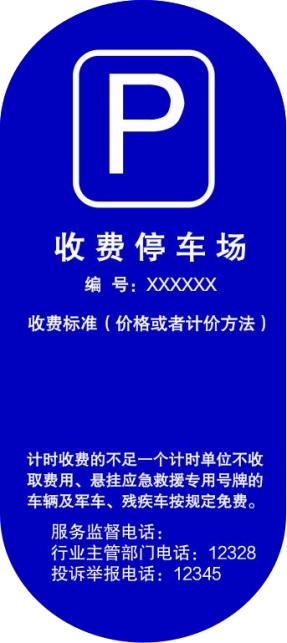 P
收费停车场
编 号：XXXXXX
收费标准（价格或者计价方法）
计时收费的不足一个计时单位不收
取费用、悬挂应急救援专用号牌的
车辆及军车、残疾车按规定免费。
服务监督电话：
行业主管部门电话：12328
投诉举报电话：12345